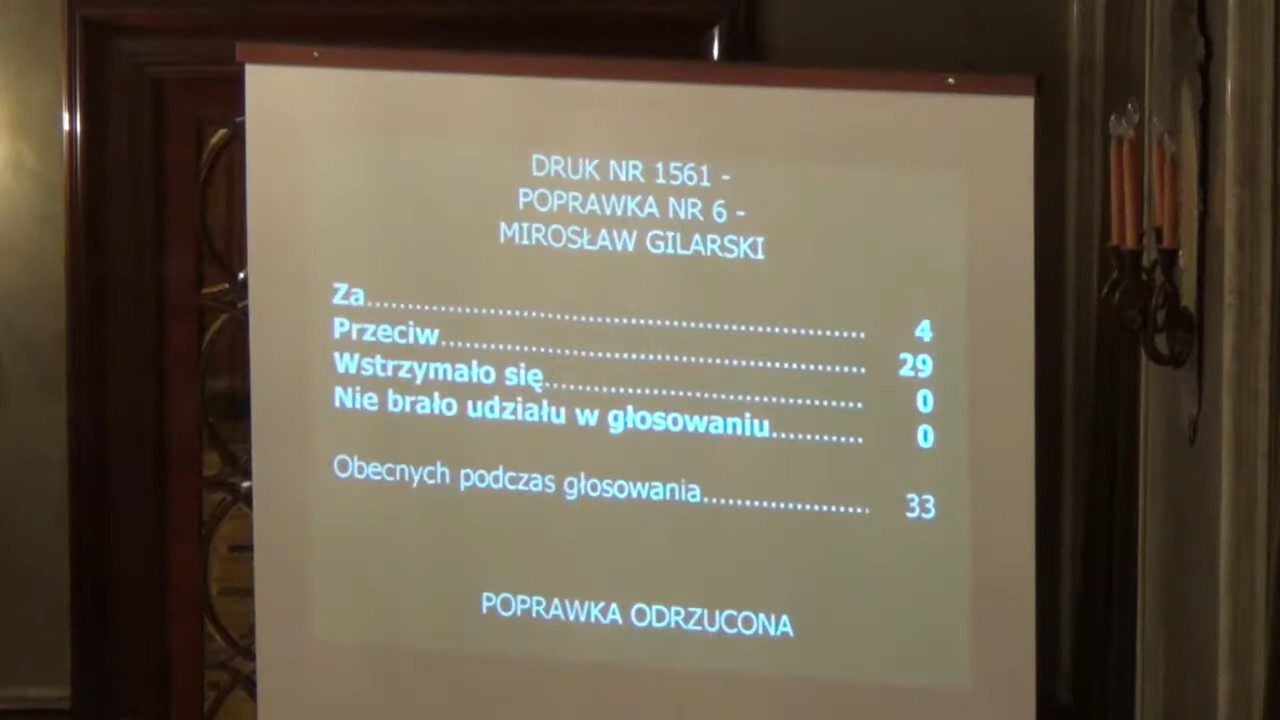 DRUK NR 1561 -
POPRAWKA NR 6 -
MIROSŁAW GILARSKI
Za........................................................................ 4
Przeciw.............................................................. 29
Wstrzymało się.............................................. 0
Nie brało udziału w głosowaniu............. 0
Obecnych podczas głosowania....................... 33
POPRAWKA ODRZUCONA